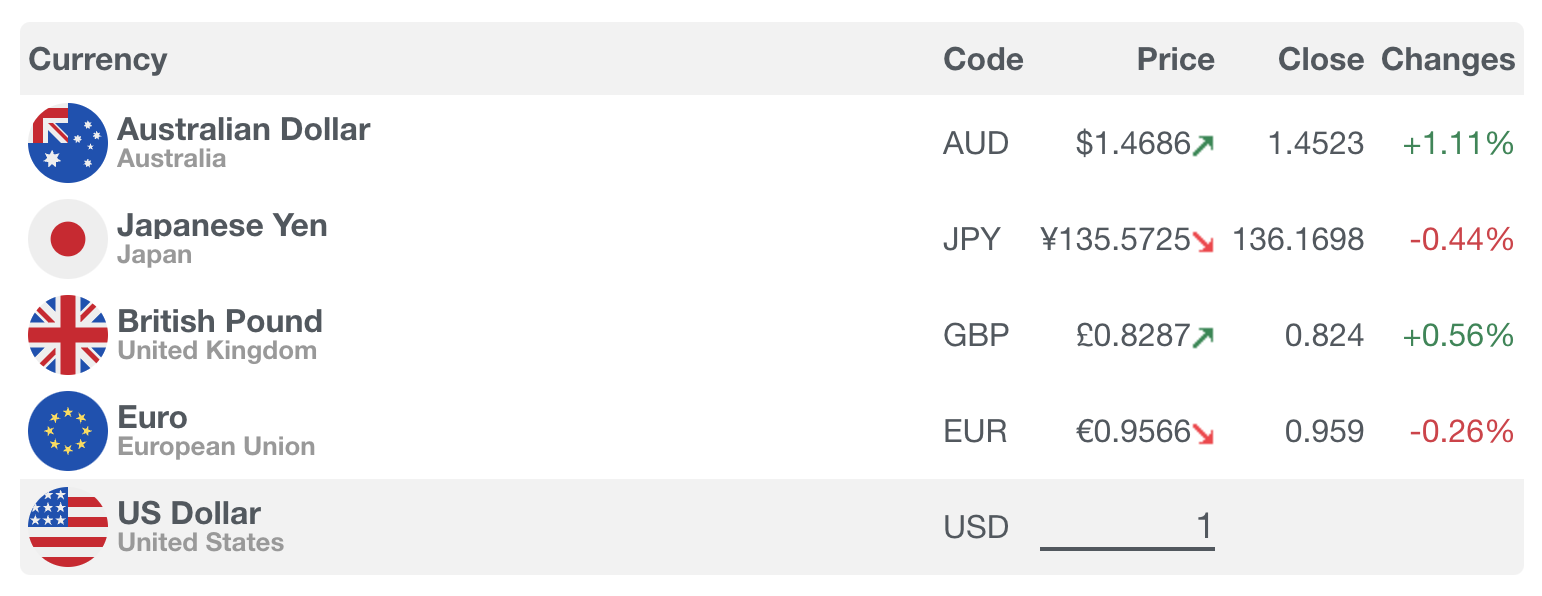 Currency Code Price Close Changes
Australian Dollar
Australia
AUD $1.4686 1.4523 +1.11%
Japanese Yen
Japan
JPY ¥135.5725 136.1698 -0.44%
British Pound
United Kingdom
GBP £0.8287 0.824 +0.56%
Euro
European Union
EUR €0.9566 0.959 -0.26%
US Dollar
United States
USD 1